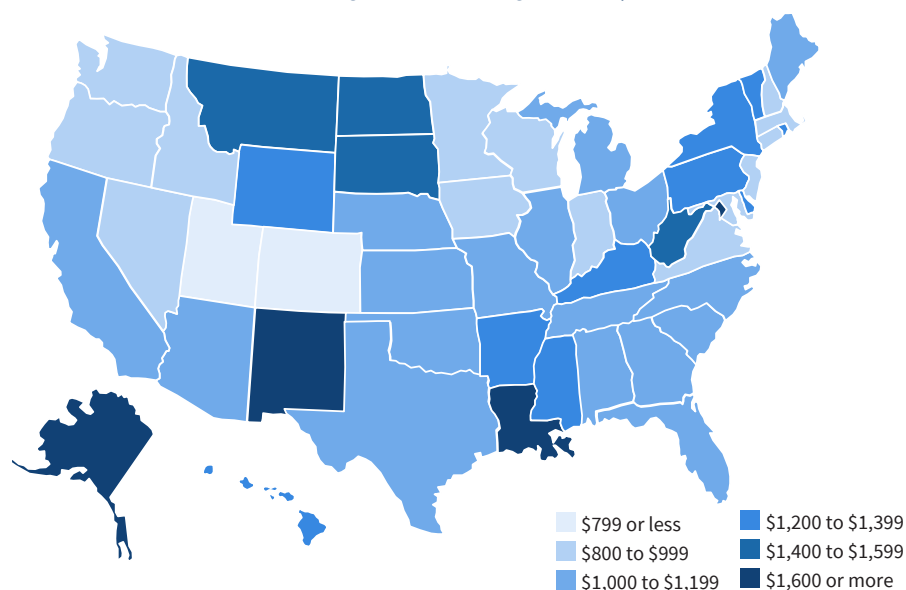 $799 or less
$800 to $999
$1,000 to $1,199
$1,200 to $1,399
$1,400 to $1,599
$1,600 or more